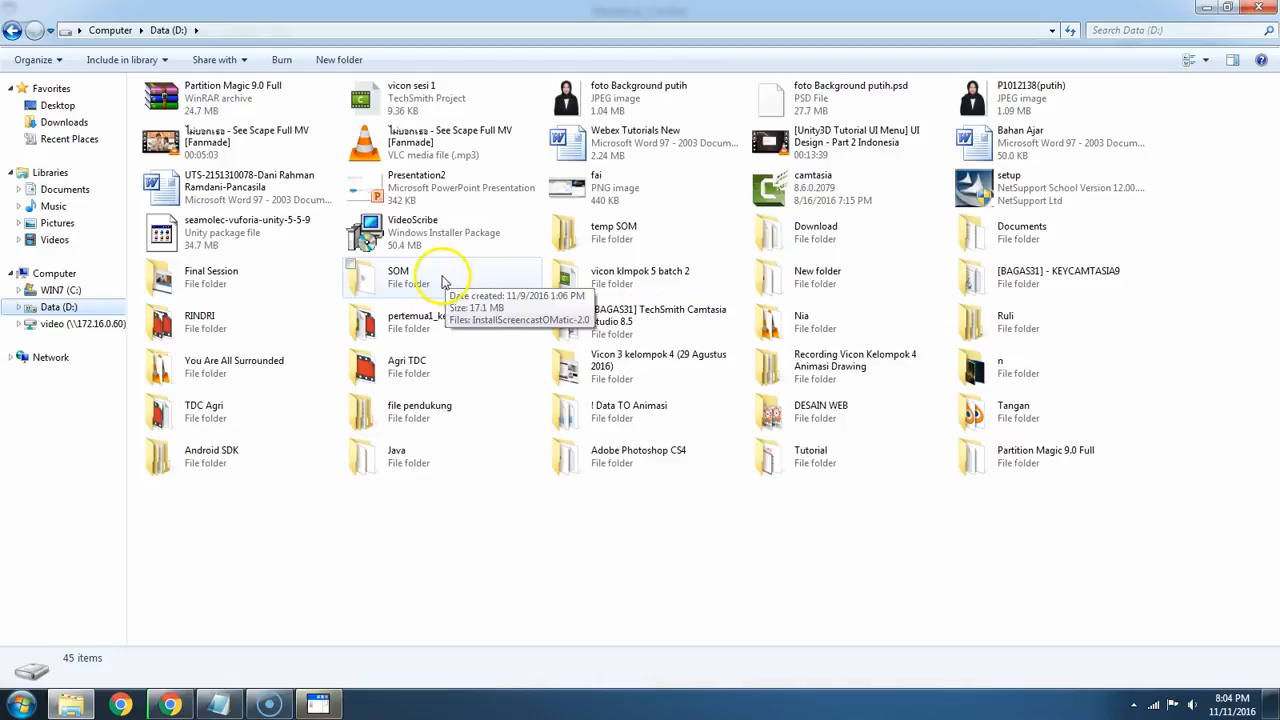 Computer ▸ Data (D:) ▸
Search Data (D:)
Organize Include in library Share with Burn New folder
Favorites
Desktop
Downloads
Recent Places
Libraries
Documents
Music
Pictures
Videos
Computer
WIN7 (C:)
Data (D:)
video (\\172.16.0.60)
Network
Partition Magic 9.0 Full
WinRAR archive
24.7 MB
vicon sesi 1
TechSmith Project
9.36 KB
foto Background putih
JPEG image
1.04 MB
foto Background putih.psd
PSD File
27.7 MB
P1012138(putih)
JPEG image
1.09 MB
ไม่บอกเธอ - See Scape Full MV
[Fanmade]
00:05:03
ไม่บอกเธอ - See Scape Full MV
[Fanmade]
VLC media file (.mp3)
Webex Tutorials New
Microsoft Word 97 - 2003 Docum...
2.24 MB
[Unity3D Tutorial UI Menu] UI
Design - Part 2 Indonesia
00:13:39
Bahan Ajar
Microsoft Word 97 - 2003 Docum...
50.0 KB
UTS-2151310078-Dani Rahman
Ramdani-Pancasila
Microsoft Word 97 - 2003 Docum...
Presentation2
Microsoft PowerPoint Presentation
342 KB
fai
PNG image
440 KB
camtasia
8.6.0.2079
8/16/2016 7:15 PM
setup
NetSupport School Version 12.00....
NetSupport Ltd
seamolec-vuforia-unity-5-5-9
Unity package file
34.7 MB
VideoScribe
Windows Installer Package
50.4 MB
temp SOM
File folder
Download
File folder
Documents
File folder
Final Session
File folder
SOM
File folder
vicon klmpok 5 batch 2
File folder
New folder
File folder
[BAGAS31] - KEYCAMTASIA9
File folder
Date created: 11/9/2016 1:06 PM
Size: 17.1 MB
Files: InstallScreencastOMatic-2.0
RINDRI
File folder
pertemua1_ke
File folder
BAGAS31] TechSmith Camtasia
studio 8.5
File folder
Nia
File folder
Ruli
File folder
You Are All Surrounded
File folder
Agri TDC
File folder
Vicon 3 kelompok 4 (29 Agustus
2016)
File folder
Recording Vicon Kelompok 4
Animasi Drawing
File folder
n
File folder
TDC Agri
File folder
file pendukung
File folder
! Data TO Animasi
File folder
DESAIN WEB
File folder
Tangan
File folder
Android SDK
File folder
Java
File folder
Adobe Photoshop CS4
File folder
Tutorial
File folder
Partition Magic 9.0 Full
File folder
45 items
8:04 PM
11/11/2016